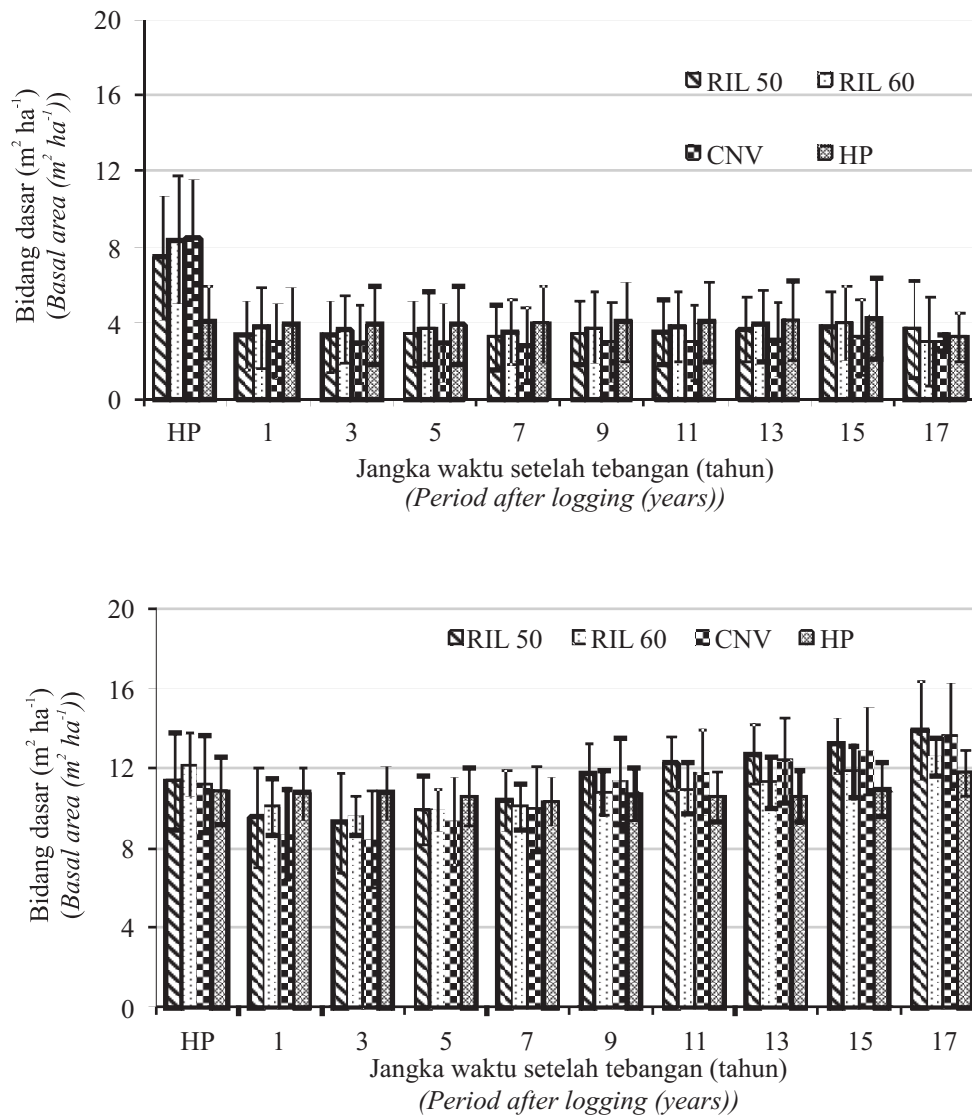 20
16
12
8
4
0
Bidang dasar (m² ha⁻¹)
(Basal area (m² ha⁻¹))
RIL 50 RIL 60
CNV HP
HP 1 3 5 7 9 11 13 15 17
Jangka waktu setelah tebangan (tahun)
(Period after logging (years))
20
16
12
8
4
0
Bidang dasar (m² ha⁻¹)
(Basal area (m² ha⁻¹))
RIL 50 RIL 60 CNV HP
HP 1 3 5 7 9 11 13 15 17
Jangka waktu setelah tebangan (tahun)
(Period after logging (years))